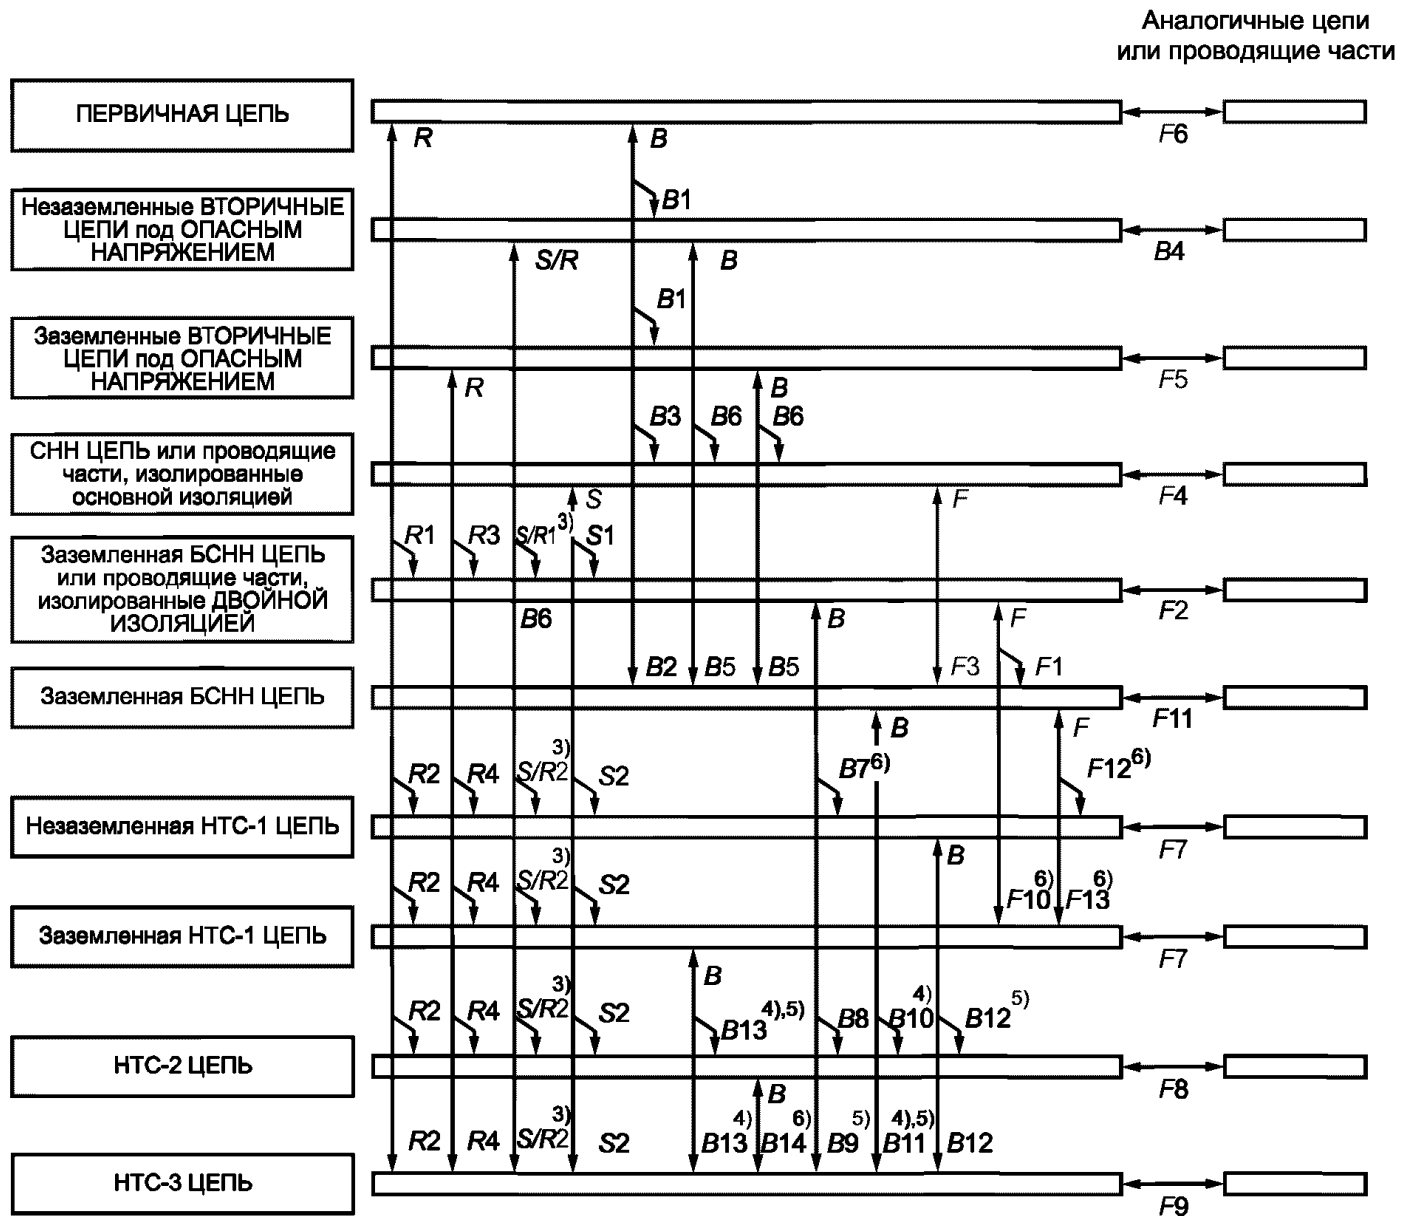 Аналогичные цепи
или проводящие части
ПЕРВИЧНАЯ ЦЕПЬ
R
B
F6
B1
Незаземленные ВТОРИЧНЫЕ
ЦЕПИ под ОПАСНЫМ
НАПРЯЖЕНИЕМ
S/R
B
B4
B1
Заземленные ВТОРИЧНЫЕ
ЦЕПИ под ОПАСНЫМ
НАПРЯЖЕНИЕМ
R
B
F5
B3 B6 B6
СНН ЦЕПЬ или проводящие
части, изолированные
основной изоляцией
S
F
F4
R1 R3 S/R1 3) S1
Заземленная БСНН ЦЕПЬ
или проводящие части,
изолированные ДВОЙНОЙ
ИЗОЛЯЦИЕЙ
B6
B
F
F2
B2 B5 B5 F3 F1
Заземленная БСНН ЦЕПЬ
B
F
F11
R2 R4 S/R2 3) S2 B7 6) F12 6)
Незаземленная НТС-1 ЦЕПЬ
B
F7
R2 R4 S/R2 3) S2 F10 6) F13 6)
Заземленная НТС-1 ЦЕПЬ
B
F7
R2 R4 S/R2 3) S2 B13 4),5) B8 B10 4) B12 5)
НТС-2 ЦЕПЬ
B
F8
R2 R4 S/R2 3) S2 B13 4) B14 6) B9 5) B11 4),5) B12
НТС-3 ЦЕПЬ
F9